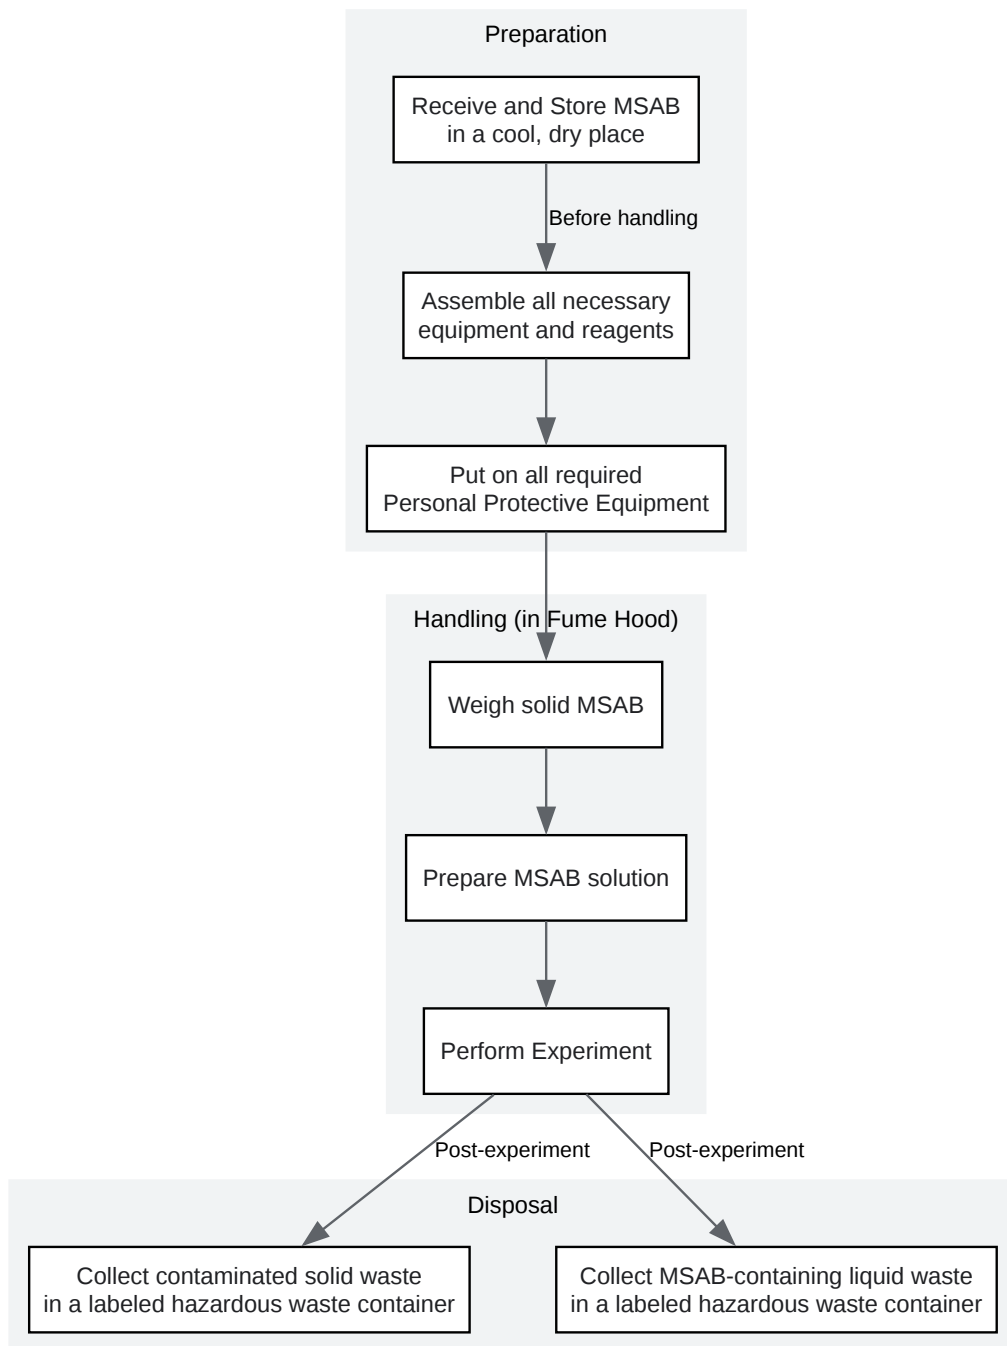 Preparation
Receive and Store MSAB
in a cool, dry place
Before handling
Assemble all necessary
equipment and reagents
Put on all required
Personal Protective Equipment
Handling (in Fume Hood)
Weigh solid MSAB
Prepare MSAB solution
Perform Experiment
Post-experiment
Post-experiment
Disposal
Collect contaminated solid waste
in a labeled hazardous waste container
Collect MSAB-containing liquid waste
in a labeled hazardous waste container